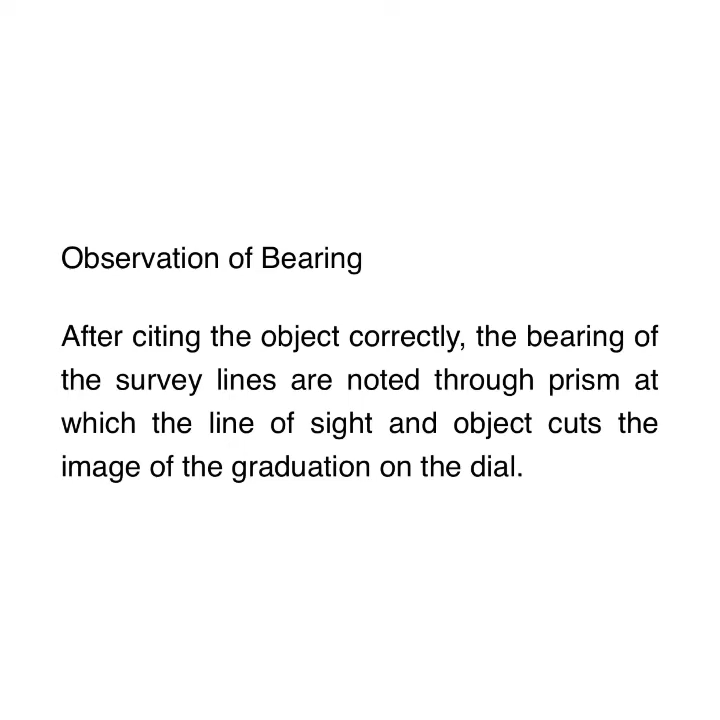 Observation of Bearing
After citing the object correctly, the bearing of
the survey lines are noted through prism at
which the line of sight and object cuts the
image of the graduation on the dial.